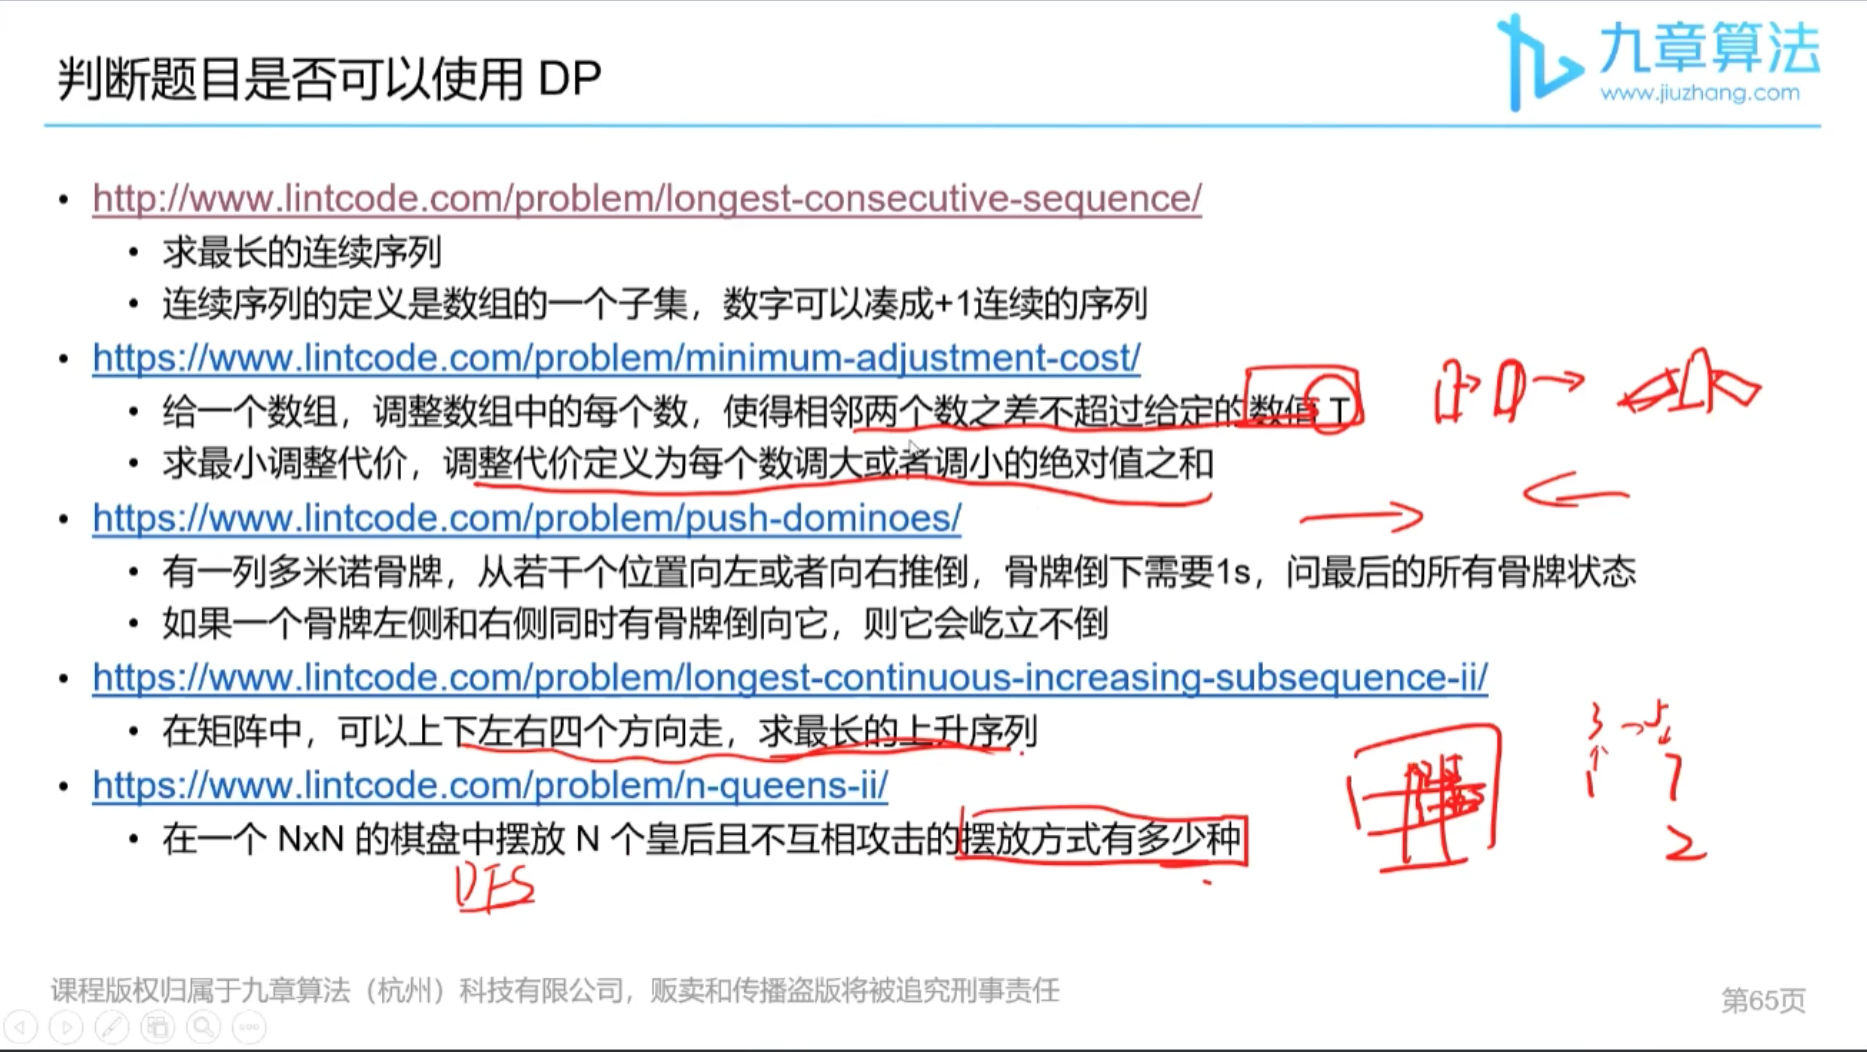 判断题目是否可以使用 DP
九章算法
www.jiuzhang.com
• http://www.lintcode.com/problem/longest-consecutive-sequence/
• 求最长的连续序列
• 连续序列的定义是数组的一个子集，数字可以凑成+1连续的序列
• https://www.lintcode.com/problem/minimum-adjustment-cost/
• 给一个数组，调整数组中的每个数，使得相邻两个数之差不超过给定的数值 T
• 求最小调整代价，调整代价定义为每个数调大或者调小的绝对值之和
• https://www.lintcode.com/problem/push-dominoes/
• 有一列多米诺骨牌，从若干个位置向左或者向右推倒，骨牌倒下需要1s，问最后的所有骨牌状态
• 如果一个骨牌左侧和右侧同时有骨牌倒向它，则它会屹立不倒
• https://www.lintcode.com/problem/longest-continuous-increasing-subsequence-ii/
• 在矩阵中，可以上下左右四个方向走，求最长的上升序列
3 → 5
1 7
2
• https://www.lintcode.com/problem/n-queens-ii/
• 在一个 NxN 的棋盘中摆放 N 个皇后且不互相攻击的摆放方式有多少种
DFS
课程版权归属于九章算法（杭州）科技有限公司，贩卖和传播盗版将被追究刑事责任
第65页